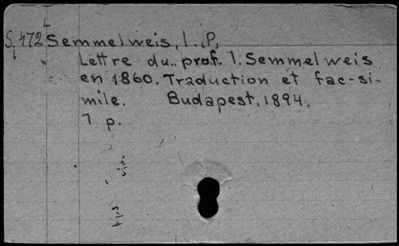 S.472 Semmelweis, I. P.
Lettre du prof. I. Semmelweis
en 1860. Traduction et fac-si-
mile. Budapest, 1894.
7 p.